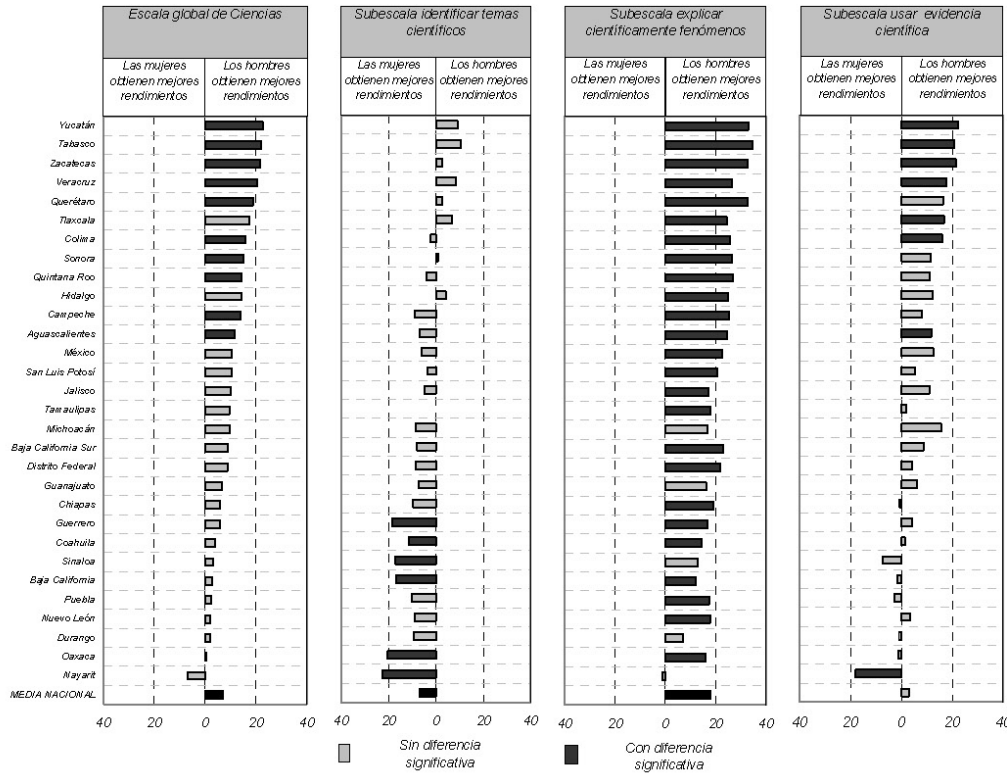 Escala global de Ciencias
Subescala identificar temas
científicos
Subescala explicar
científicamente fenómenos
Subescala usar evidencia
científica
Las mujeres
obtienen mejores
rendimientos
Los hombres
obtienen mejores
rendimientos
Las mujeres
obtienen mejores
rendimientos
Los hombres
obtienen mejores
rendimientos
Las mujeres
obtienen mejores
rendimientos
Los hombres
obtienen mejores
rendimientos
Las mujeres
obtienen mejores
rendimientos
Los hombres
obtienen mejores
rendimientos
Yucatán
Tabasco
Zacatecas
Veracruz
Querétaro
Tlaxcala
Colima
Sonora
Quintana Roo
Hidalgo
Campeche
Aguascalientes
México
San Luis Potosí
Jalisco
Tamaulipas
Michoacán
Baja California Sur
Distrito Federal
Guanajuato
Chiapas
Guerrero
Coahuila
Sinaloa
Baja California
Puebla
Nuevo León
Durango
Oaxaca
Nayarit
MEDIA NACIONAL
40 20 0 20 40
40 20 0 20 40
40 20 0 20 40
40 20 0 20 40
Sin diferencia
significativa
Con diferencia
significativa